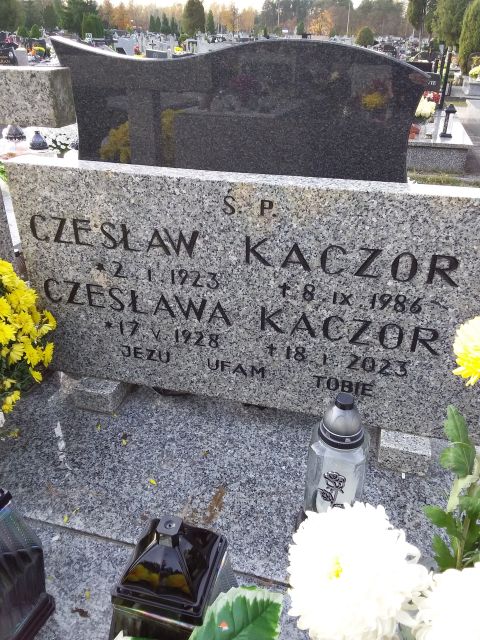 Ś. P.
CZESŁAW KACZOR
*2. I. 1923 †8. IX. 1986
CZESŁAWA KACZOR
*17. V. 1928 †18. I. 2023
JEZU UFAM TOBIE